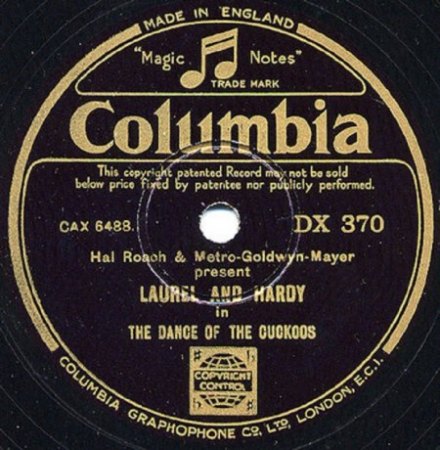 MADE IN ENGLAND
"Magic Notes"
TRADE MARK
Columbia
This copyright patented Record may not be sold
below price fixed by patentee nor publicly performed.
CAX 6488. DX 370
Hal Roach & Metro-Goldwyn-Mayer
present
LAUREL AND HARDY
in
THE DANCE OF THE CUCKOOS
COPYRIGHT
CONTROL
COLUMBIA GRAPHOPHONE CO., LTD. LONDON, E.C.1.